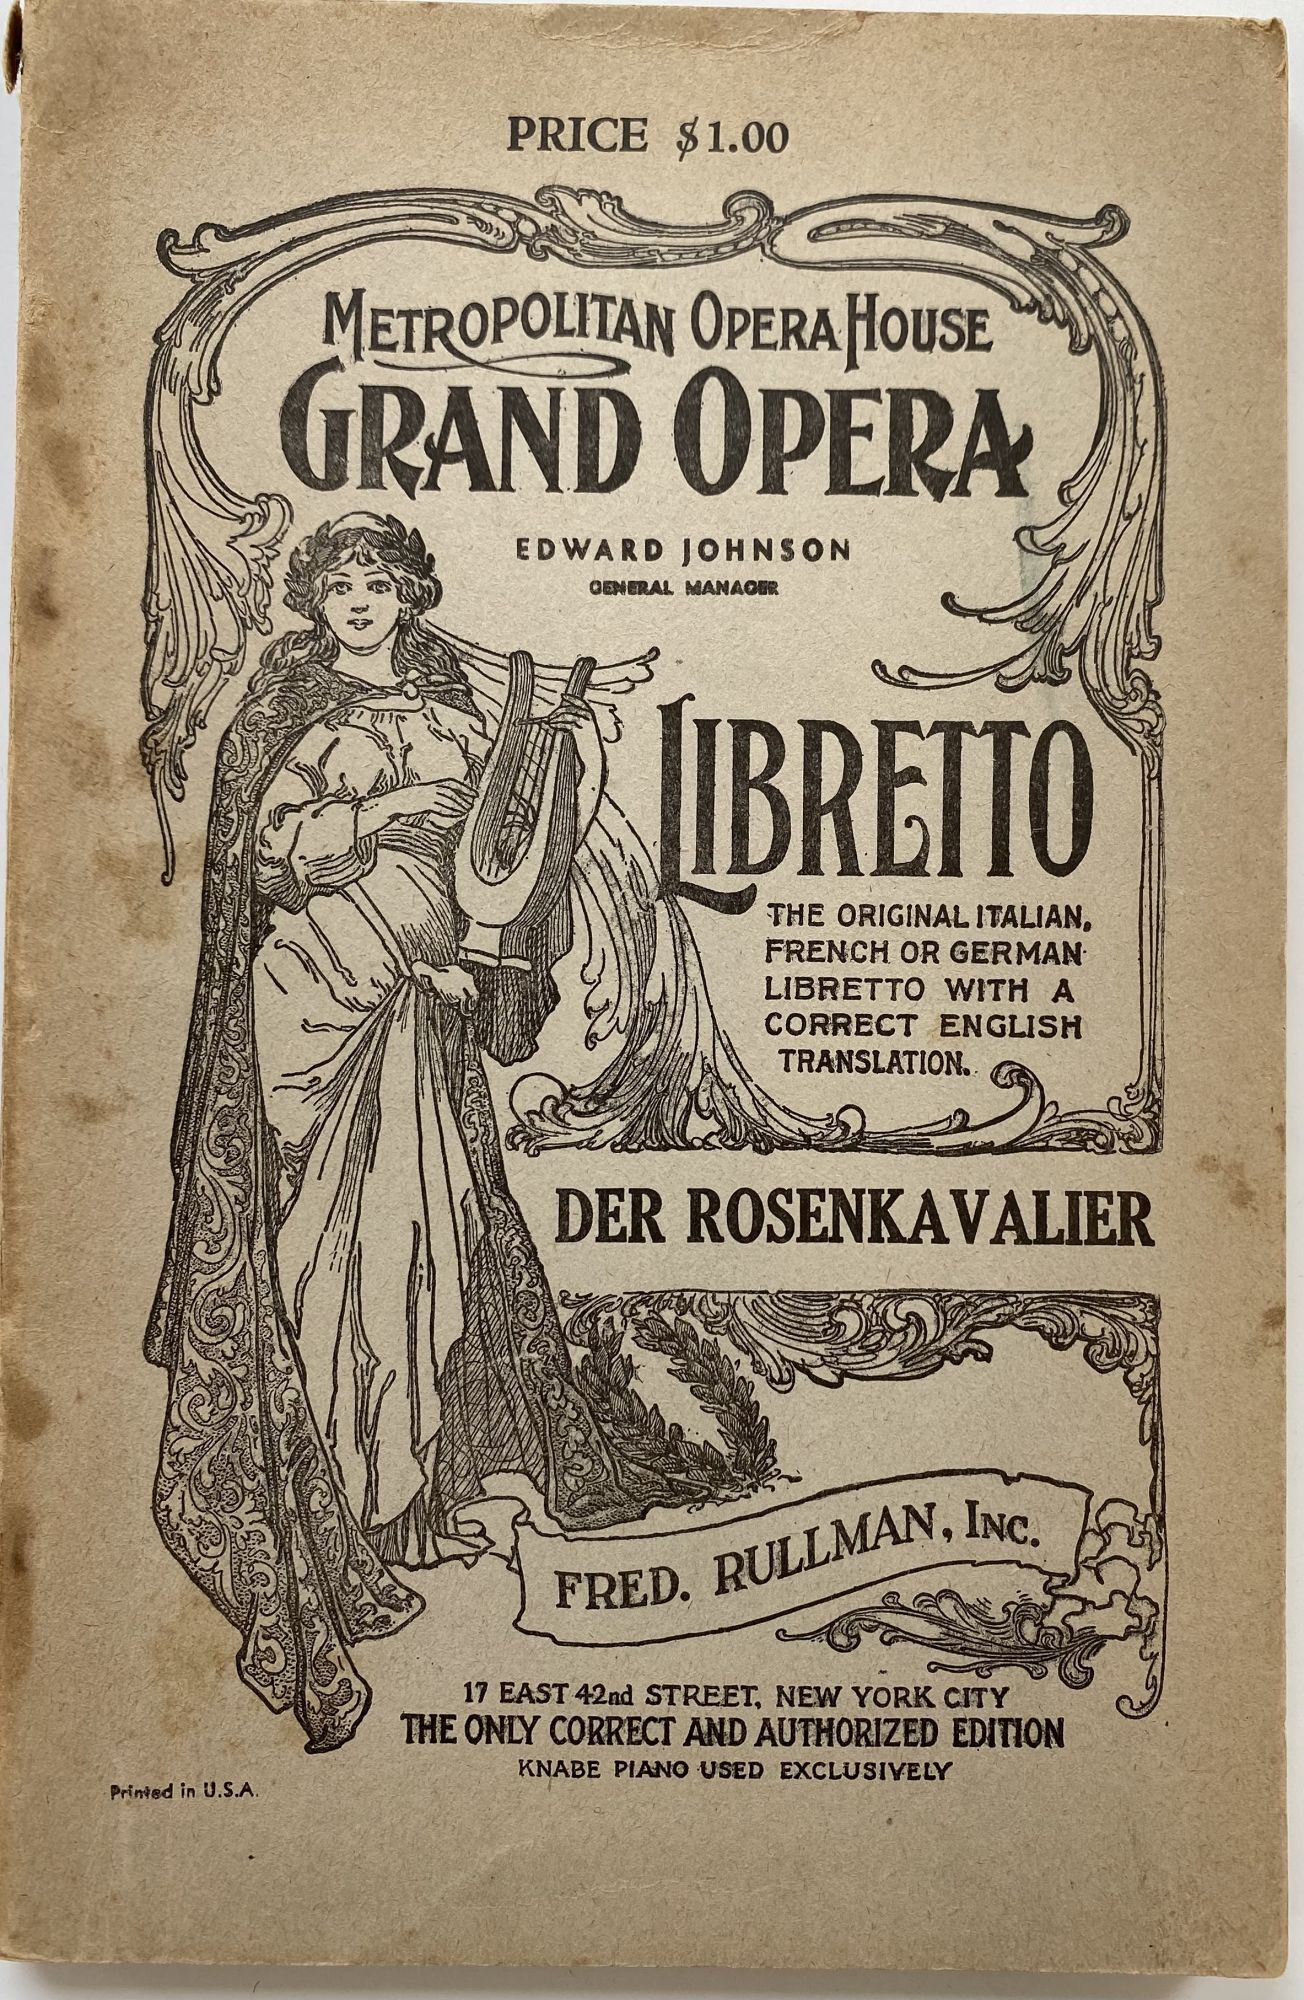 PRICE $1.00
METROPOLITAN OPERA HOUSE
GRAND OPERA
EDWARD JOHNSON
GENERAL MANAGER
LIBRETTO
THE ORIGINAL ITALIAN,
FRENCH OR GERMAN
LIBRETTO WITH A
CORRECT ENGLISH
TRANSLATION.
DER ROSENKAVALIER
FRED. RULLMAN, INC.
17 EAST 42nd STREET, NEW YORK CITY
THE ONLY CORRECT AND AUTHORIZED EDITION
KNABE PIANO USED EXCLUSIVELY
Printed in U.S.A.